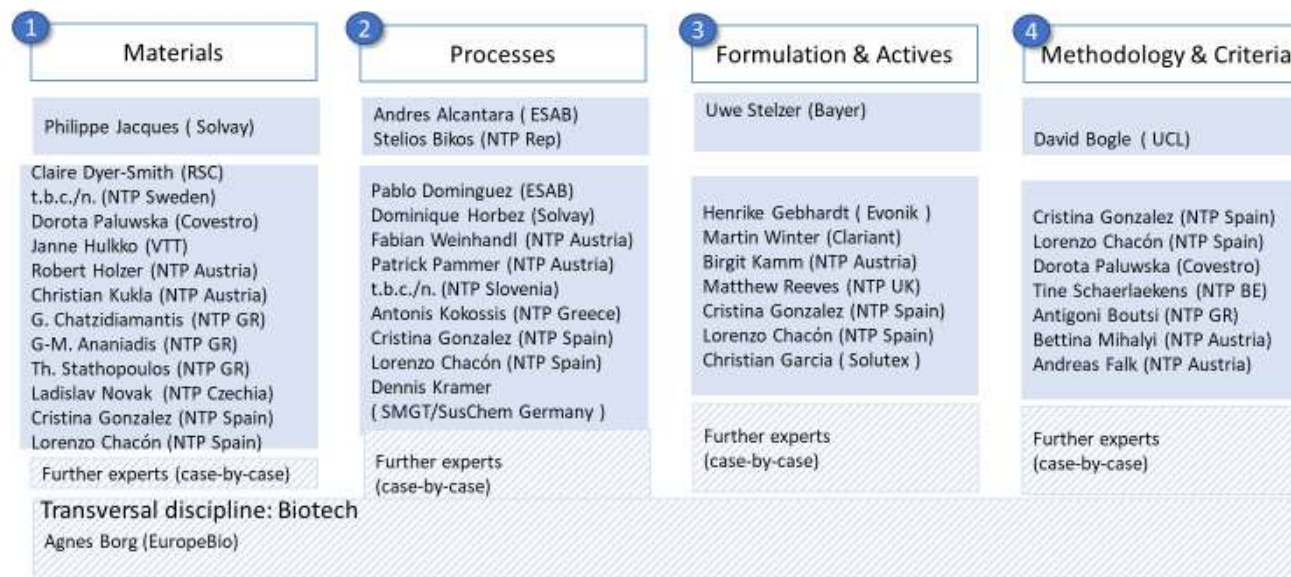 1
Materials
Philippe Jacques ( Solvay)
Claire Dyer-Smith (RSC)
t.b.c./n. (NTP Sweden)
Dorota Paluwska (Covestro)
Janne Hulkko (VTT)
Robert Holzer (NTP Austria)
Christian Kukla (NTP Austria)
G. Chatzidiamantis (NTP GR)
G-M. Ananiadis (NTP GR)
Th. Stathopoulos (NTP GR)
Ladislav Novak (NTP Czechia)
Cristina Gonzalez (NTP Spain)
Lorenzo Chacón (NTP Spain)
Further experts (case-by-case)
2
Processes
Andres Alcantara ( ESAB)
Stelios Bikos (NTP Rep)
Pablo Dominguez (ESAB)
Dominique Horbez (Solvay)
Fabian Weinhandl (NTP Austria)
Patrick Pammer (NTP Austria)
t.b.c./n. (NTP Slovenia)
Antonis Kokossis (NTP Greece)
Cristina Gonzalez (NTP Spain)
Lorenzo Chacón (NTP Spain)
Dennis Kramer
( SMGT/SusChem Germany )
Further experts
(case-by-case)
3
Formulation & Actives
Uwe Stelzer (Bayer)
Henrike Gebhardt ( Evonik )
Martin Winter (Clariant)
Birgit Kamm (NTP Austria)
Matthew Reeves (NTP UK)
Cristina Gonzalez (NTP Spain)
Lorenzo Chacón (NTP Spain)
Christian Garcia ( Solutex )
Further experts
(case-by-case)
4
Methodology & Criteria
David Bogle ( UCL)
Cristina Gonzalez (NTP Spain)
Lorenzo Chacón (NTP Spain)
Dorota Paluwska (Covestro)
Tine Schaerlaekens (NTP BE)
Antigoni Boutsi (NTP GR)
Bettina Mihalyi (NTP Austria)
Andreas Falk (NTP Austria)
Further experts
(case-by-case)
Transversal discipline: Biotech
Agnes Borg (EuropeBio)